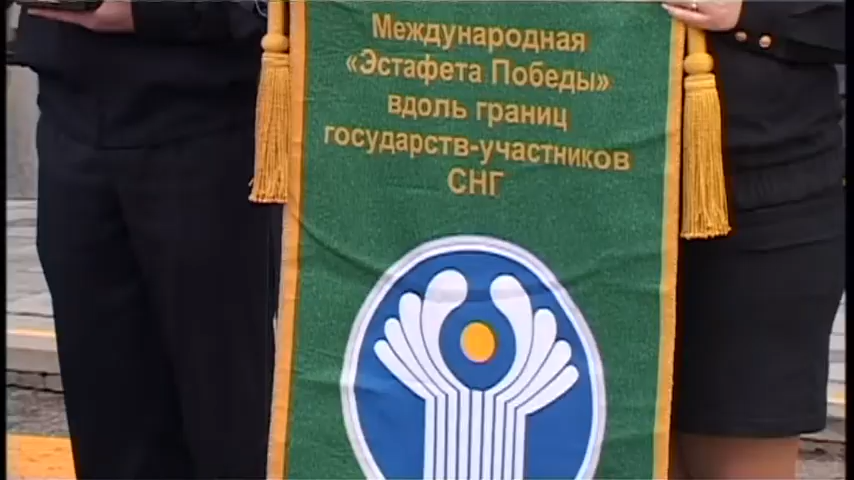 Международная
«Эстафета Победы»
вдоль границ
государств-участников
СНГ